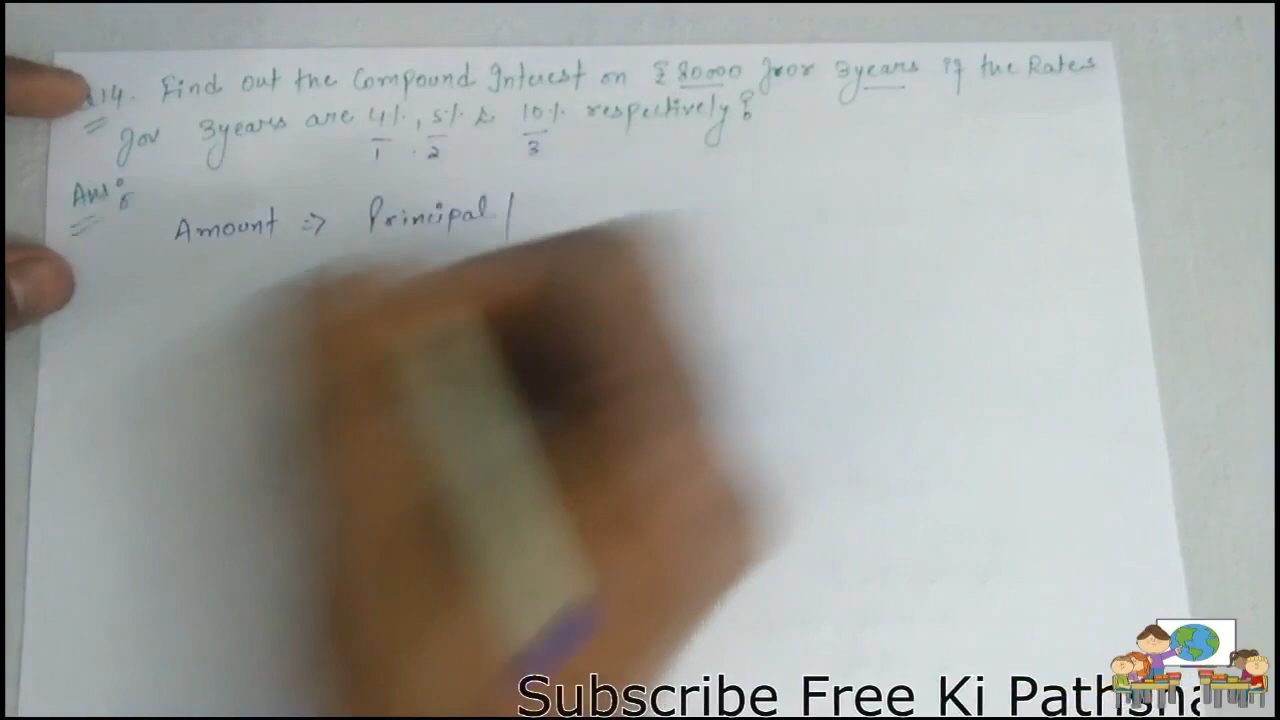 Q14. Find out the Compound Interest on ₹ 80000 for 3years if the Rates
for 3years are 4%, 5% & 10% respectively?
1 2 3
Ans:
Amount => Principal
Subscribe Free Ki Pathsha